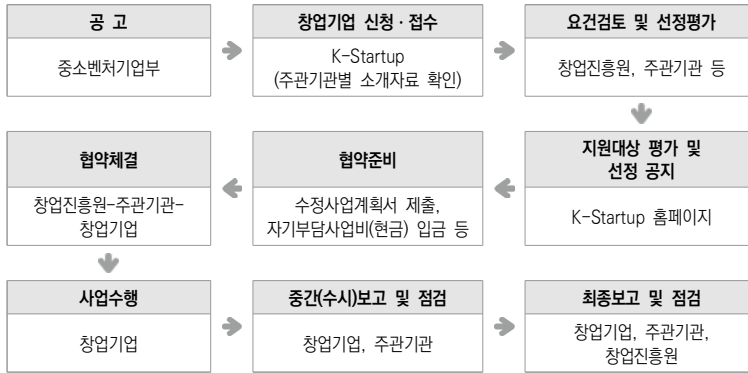 공 고
중소벤처기업부
창업기업 신청 · 접수
K-Startup
(주관기관별 소개자료 확인)
요건검토 및 선정평가
창업진흥원, 주관기관 등
지원대상 평가 및
선정 공지
K-Startup 홈페이지
협약준비
수정사업계획서 제출,
자기부담사업비(현금) 입금 등
협약체결
창업진흥원-주관기관-
창업기업
사업수행
창업기업
중간(수시)보고 및 점검
창업기업, 주관기관
최종보고 및 점검
창업기업, 주관기관,
창업진흥원